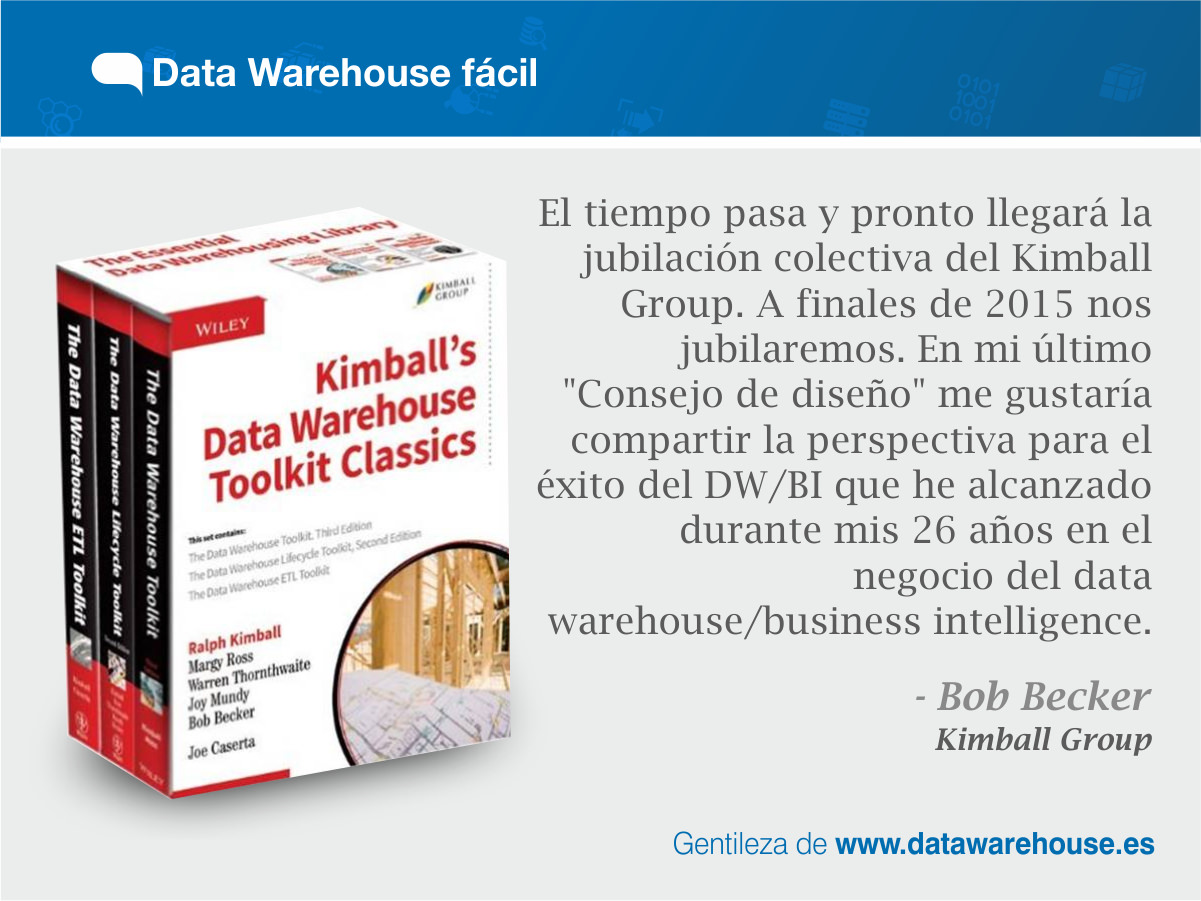 Data Warehouse fácil
0101
1001
0101
The Essential
Data Warehousing Library
KIMBALL
GROUP
WILEY
Kimball's
Data Warehouse
Toolkit Classics
This set contains:
The Data Warehouse Toolkit, Third Edition
The Data Warehouse Lifecycle Toolkit, Second Edition
The Data Warehouse ETL Toolkit
Ralph Kimball
Margy Ross
Warren Thornthwaite
Joy Mundy
Bob Becker
Joe Caserta
The Data Warehouse ETL Toolkit
The Data Warehouse Lifecycle Toolkit
The Data Warehouse Toolkit
El tiempo pasa y pronto llegará la
jubilación colectiva del Kimball
Group. A finales de 2015 nos
jubilaremos. En mi último
"Consejo de diseño" me gustaría
compartir la perspectiva para el
éxito del DW/BI que he alcanzado
durante mis 26 años en el
negocio del data
warehouse/business intelligence.
- Bob Becker
Kimball Group
Gentileza de www.datawarehouse.es